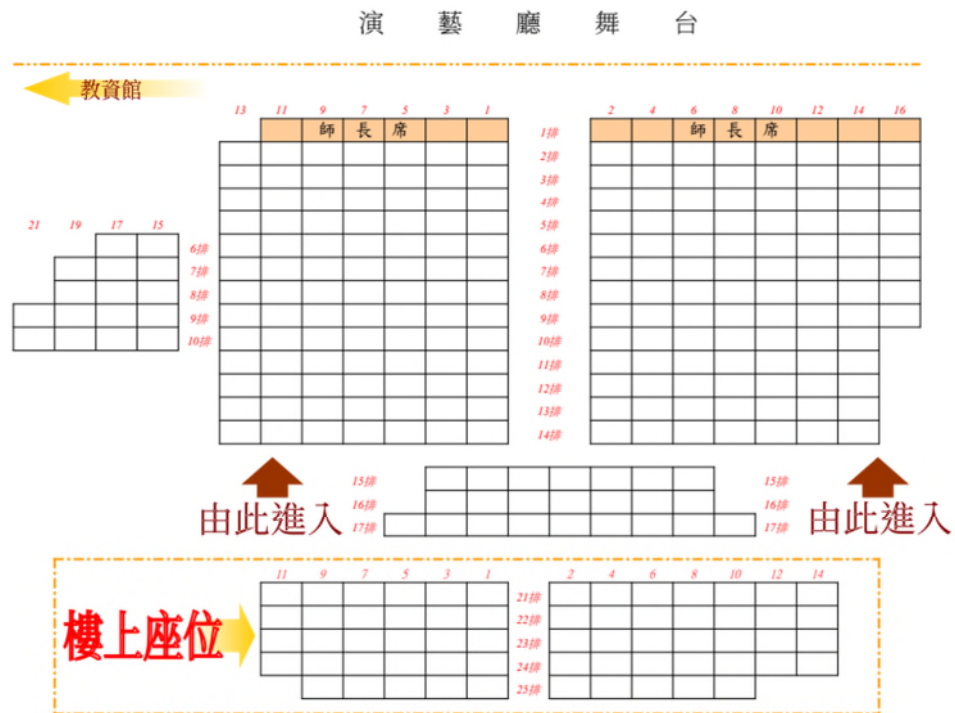 演藝廳舞台
教資館
13 11 9 7 5 3 1 2 4 6 8 10 12 14 16
師長席 1排 師長席
2排
3排
4排
21 19 17 15 5排
6排 6排
7排 7排
8排 8排
9排 9排
10排 10排
11排
12排
13排
14排
15排 15排
16排 16排
17排 17排
由此進入 由此進入
11 9 7 5 3 1 2 4 6 8 10 12 14
21排
22排
樓上座位 23排
24排
25排